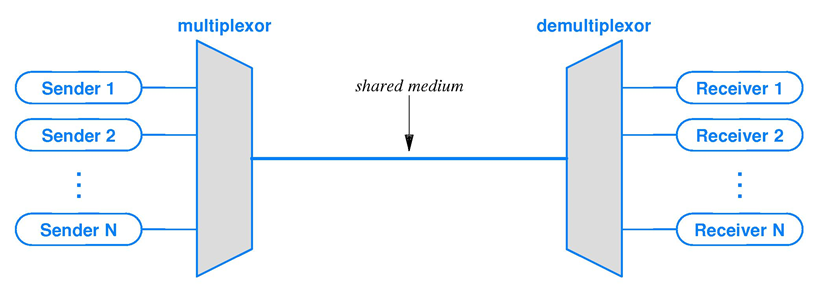 multiplexor
demultiplexor
shared medium
Sender 1
Receiver 1
Sender 2
Receiver 2
Sender N
Receiver N